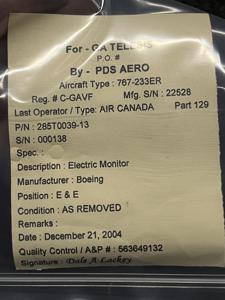 For - GA TELESIS
P.O. #
By - PDS AERO
Aircraft Type : 767-233ER
Reg. # C-GAVF Mfg. S/N : 22528
Last Operator / Type: AIR CANADA Part 129
P/N : 285T0039-13
S/N : 000138
Spec. :
Description : Electric Monitor
Manufacturer : Boeing
Position : E & E
Condition : AS REMOVED
Remarks :
Date : December 21, 2004
Quality Control / A&P # : 563649132
Signature : Dale A Lackey